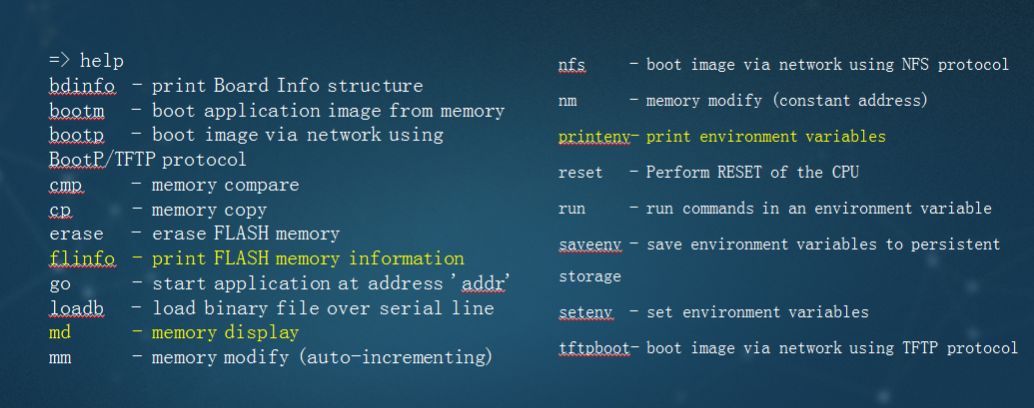 => help
bdinfo - print Board Info structure
bootm - boot application image from memory
bootp - boot image via network using
BootP/TFTP protocol
cmp - memory compare
cp - memory copy
erase - erase FLASH memory
flinfo - print FLASH memory information
go - start application at address 'addr'
loadb - load binary file over serial line
md - memory display
mm - memory modify (auto-incrementing)
nfs - boot image via network using NFS protocol
nm - memory modify (constant address)
printenv- print environment variables
reset - Perform RESET of the CPU
run - run commands in an environment variable
saveenv - save environment variables to persistent
storage
setenv - set environment variables
tftpboot- boot image via network using TFTP protocol